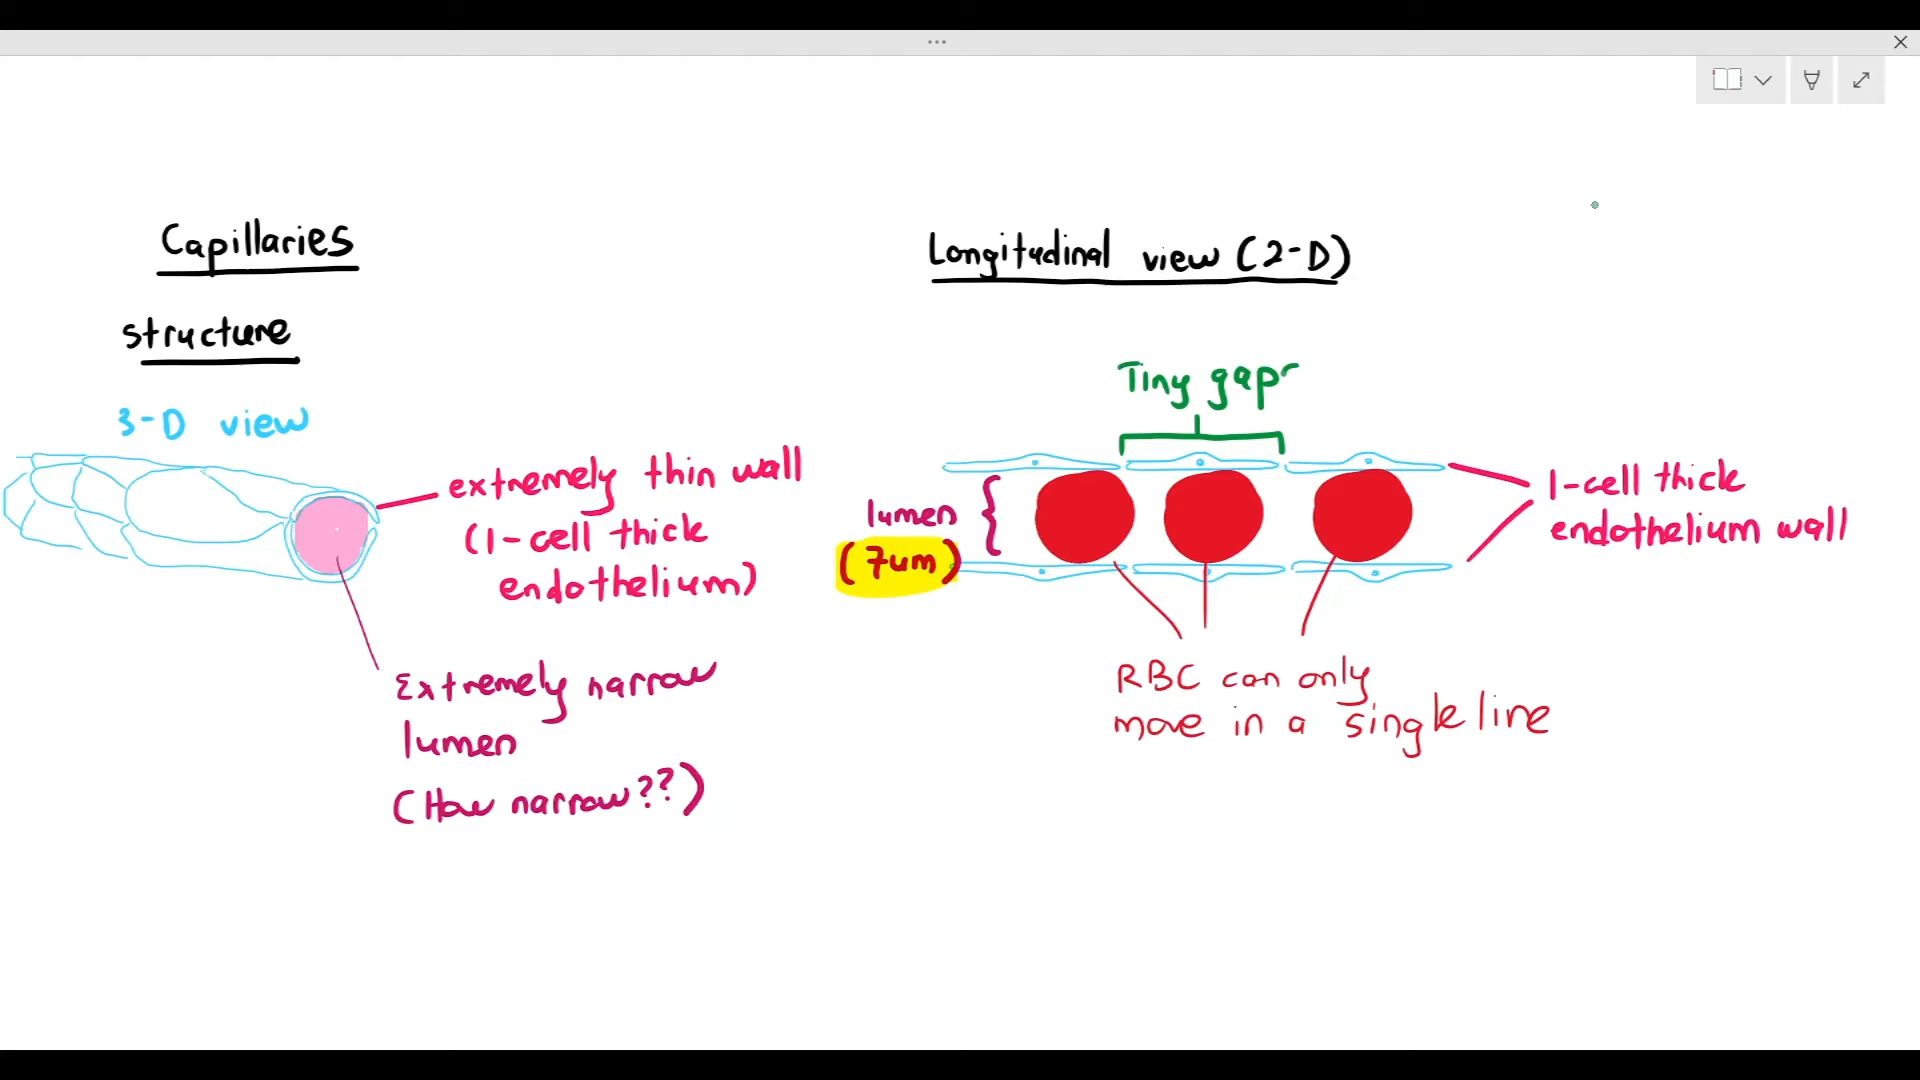 Capillaries
structure
3-D view
extremely thin wall
(1-cell thick
endothelium)
Extremely narrow
lumen
(How narrow??)
Longitudinal view (2-D)
Tiny gaps
lumen
(7um)
1-cell thick
endothelium wall
RBC can only
move in a single line